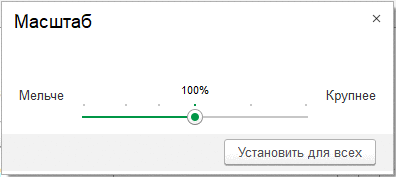 Масштаб
100%
Мельче Крупнее
Установить для всех